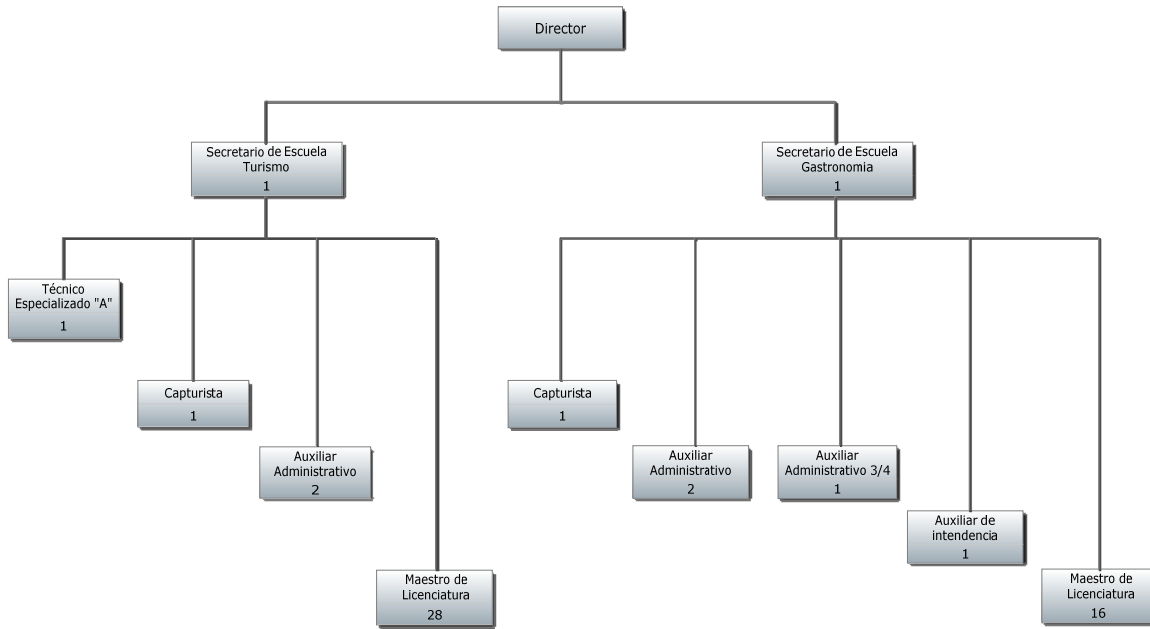 Director
Secretario de Escuela
Turismo
1
Secretario de Escuela
Gastronomia
1
Técnico
Especializado "A"
1
Capturista
1
Auxiliar
Administrativo
2
Maestro de
Licenciatura
28
Capturista
1
Auxiliar
Administrativo
2
Auxiliar
Administrativo 3/4
1
Auxiliar de
intendencia
1
Maestro de
Licenciatura
16